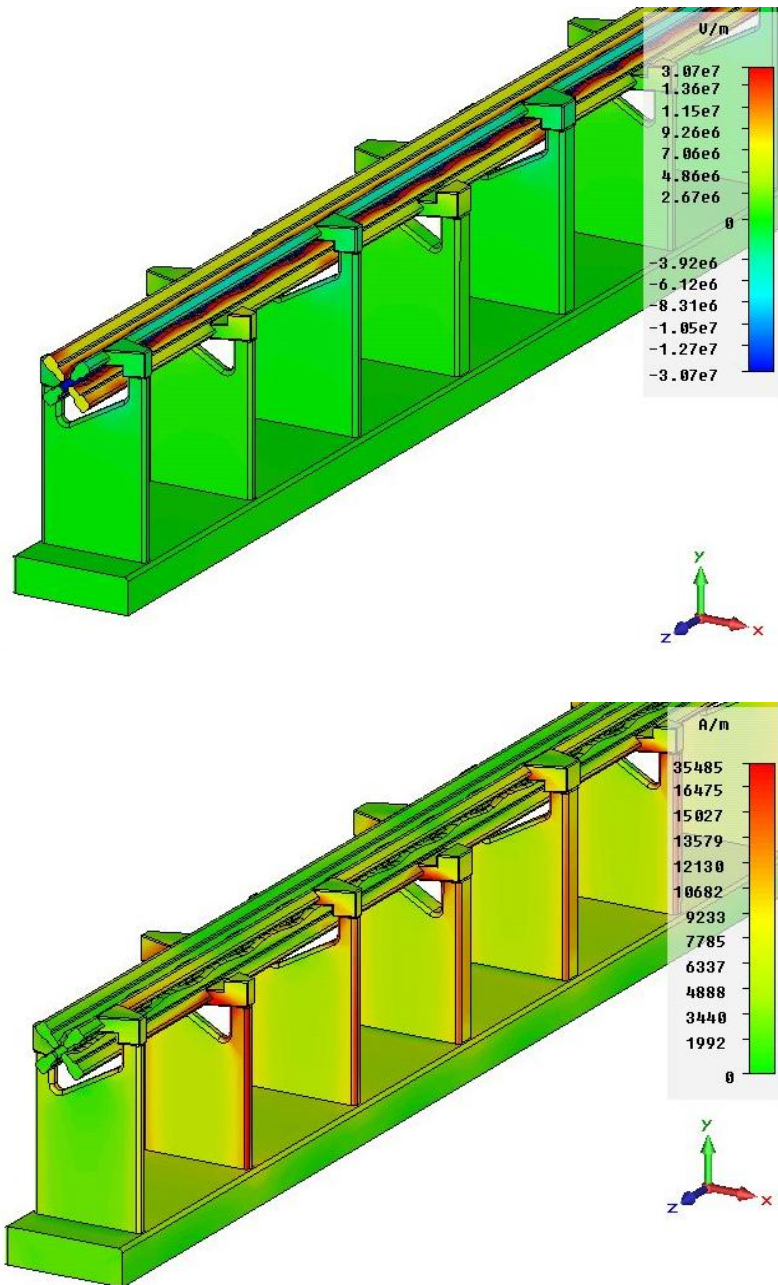 V/m
3.07e7
1.36e7
1.15e7
9.26e6
7.06e6
4.86e6
2.67e6
0
-3.92e6
-6.12e6
-8.31e6
-1.05e7
-1.27e7
-3.07e7
y
z
x
A/m
35485
16475
15027
13579
12130
10682
9233
7785
6337
4888
3440
1992
0
y
z
x